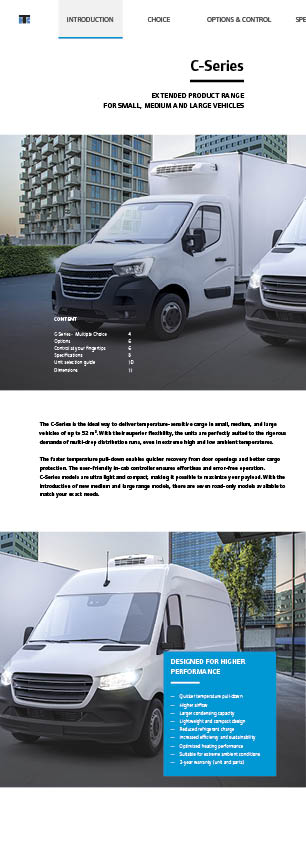 INTRODUCTION
CHOICE
OPTIONS & CONTROL
SPE
C-Series
EXTENDED PRODUCT RANGE
FOR SMALL, MEDIUM AND LARGE VEHICLES
CONTENT
C-Series - Multiple Choice 4
Options 6
Control at your fingertips 6
Specifications 8
Unit selection guide 10
Dimensions 11
The C-Series is the ideal way to deliver temperature-sensitive cargo in small, medium, and large
vehicles of up to 52 m³. With their superior flexibility, the units are perfectly suited to the rigorous
demands of multi-drop distribution runs, even in extreme high and low ambient temperatures.
The faster temperature pull-down enables quicker recovery from door openings and better cargo
protection. The user-friendly in-cab controller ensures effortless and error-free operation.
C-Series models are ultra light and compact, making it possible to maximize your payload. With the
introduction of new medium and large range models, there are seven road-only models available to
match your exact needs.
DESIGNED FOR HIGHER
PERFORMANCE
— Quicker temperature pull-down
— Higher airflow
— Larger condensing capacity
— Lightweight and compact design
— Reduced refrigerant charge
— Increased efficiency and sustainability
— Optimized heating performance
— Suitable for extreme ambient conditions
— 2-year warranty (unit and parts)